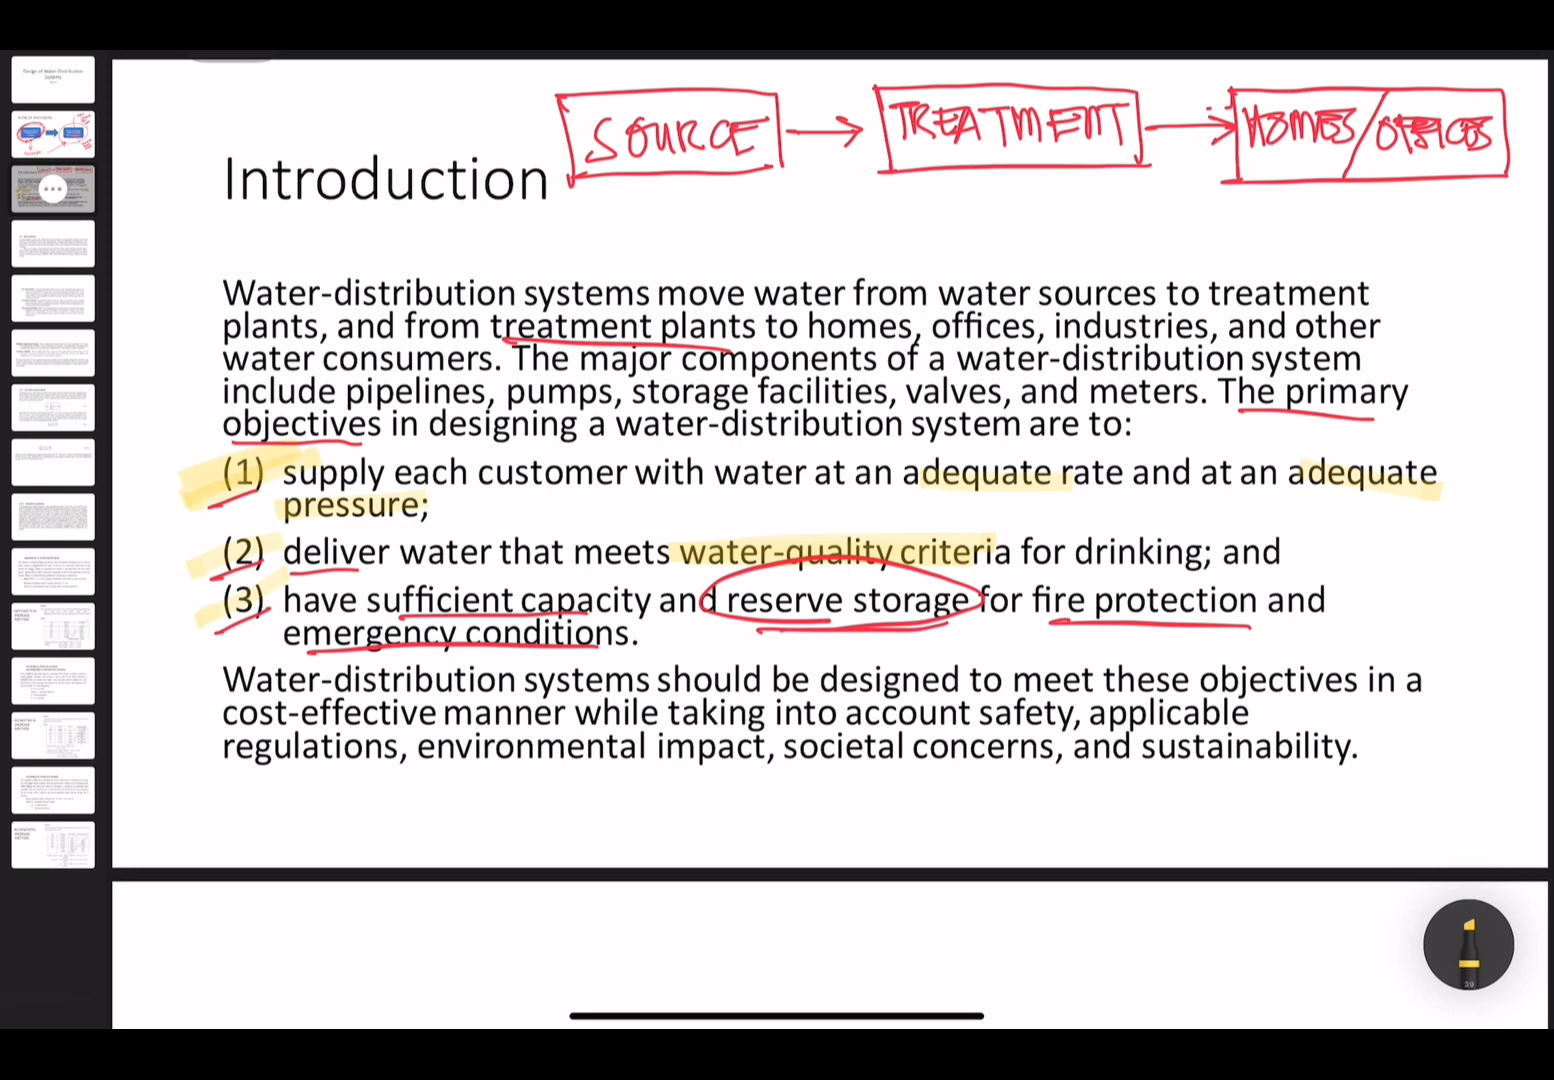 SOURCE → TREATMENT → HOMES/OFFICES
Introduction
Water-distribution systems move water from water sources to treatment
plants, and from treatment plants to homes, offices, industries, and other
water consumers. The major components of a water-distribution system
include pipelines, pumps, storage facilities, valves, and meters. The primary
objectives in designing a water-distribution system are to:
(1) supply each customer with water at an adequate rate and at an adequate
pressure;
(2) deliver water that meets water-quality criteria for drinking; and
(3) have sufficient capacity and reserve storage for fire protection and
emergency conditions.
Water-distribution systems should be designed to meet these objectives in a
cost-effective manner while taking into account safety, applicable
regulations, environmental impact, societal concerns, and sustainability.
Design of Water-Distribution
Systems
39